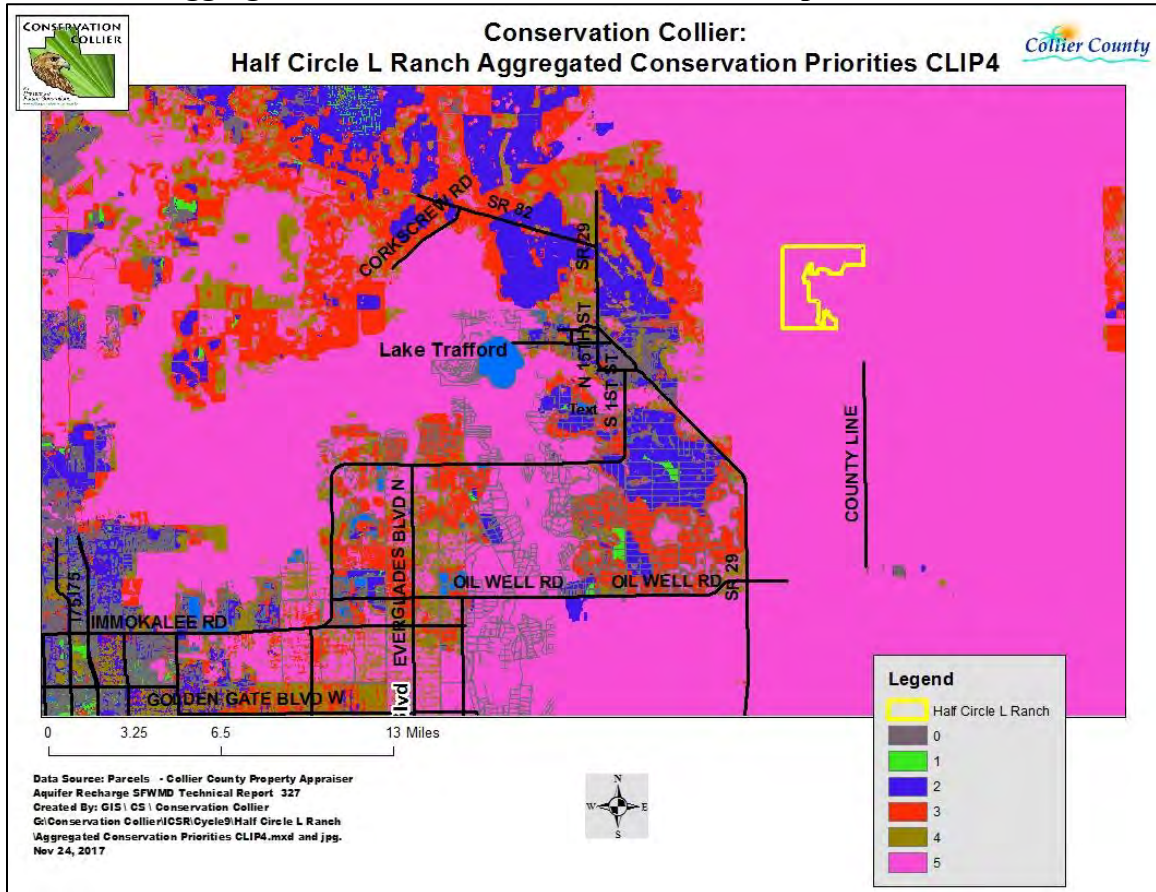 CONSERVATION
COLLIER
Conservation Collier:
Half Circle L Ranch Aggregated Conservation Priorities CLIP4
Collier County
SR 82
CORKSCREW RD
SR 29
N 15TH ST
Lake Trafford
S 1ST ST
Text
COUNTY LINE
EVERGLADES BLVD N
OIL WELL RD
OIL WELL RD
SR 29
I75
I75
IMMOKALEE RD
GOLDEN GATE BLVD W
Blvd
0 3.25 6.5 13 Miles
Legend
Half Circle L Ranch
0
1
2
3
4
5
Data Source: Parcels - Collier County Property Appraiser
Aquifer Recharge SFWMD Technical Report 327
Created By: GIS \ CS \ Conservation Collier
G:\Conservation Collier\ICSR\Cycle9\Half Circle L Ranch
\Aggregated Conservation Priorities CLIP4.mxd and jpg.
Nov 24, 2017
N
W E
S